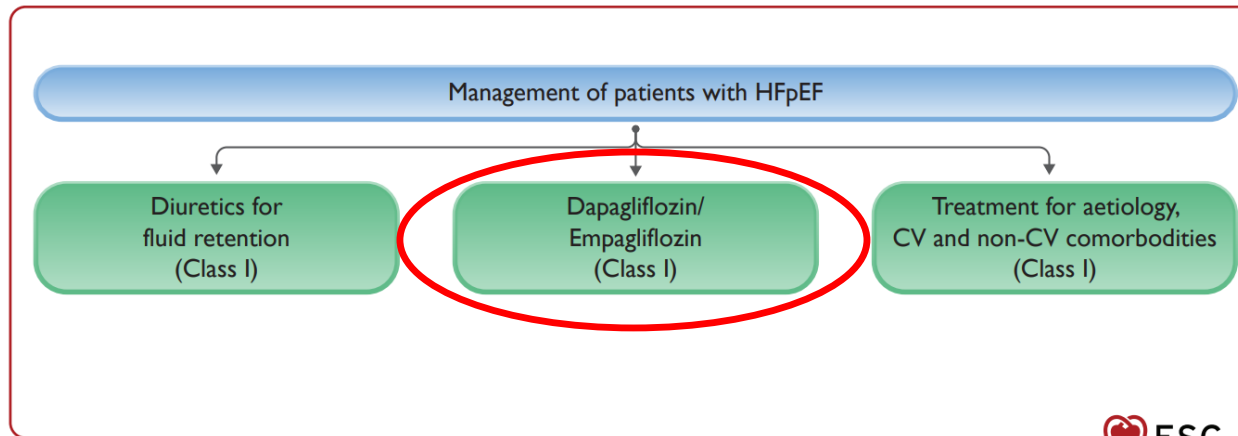 Management of patients with HFpEF
Diuretics for
fluid retention
(Class I)
Dapagliflozin/
Empagliflozin
(Class I)
Treatment for aetiology,
CV and non-CV comorbodities
(Class I)
ESC